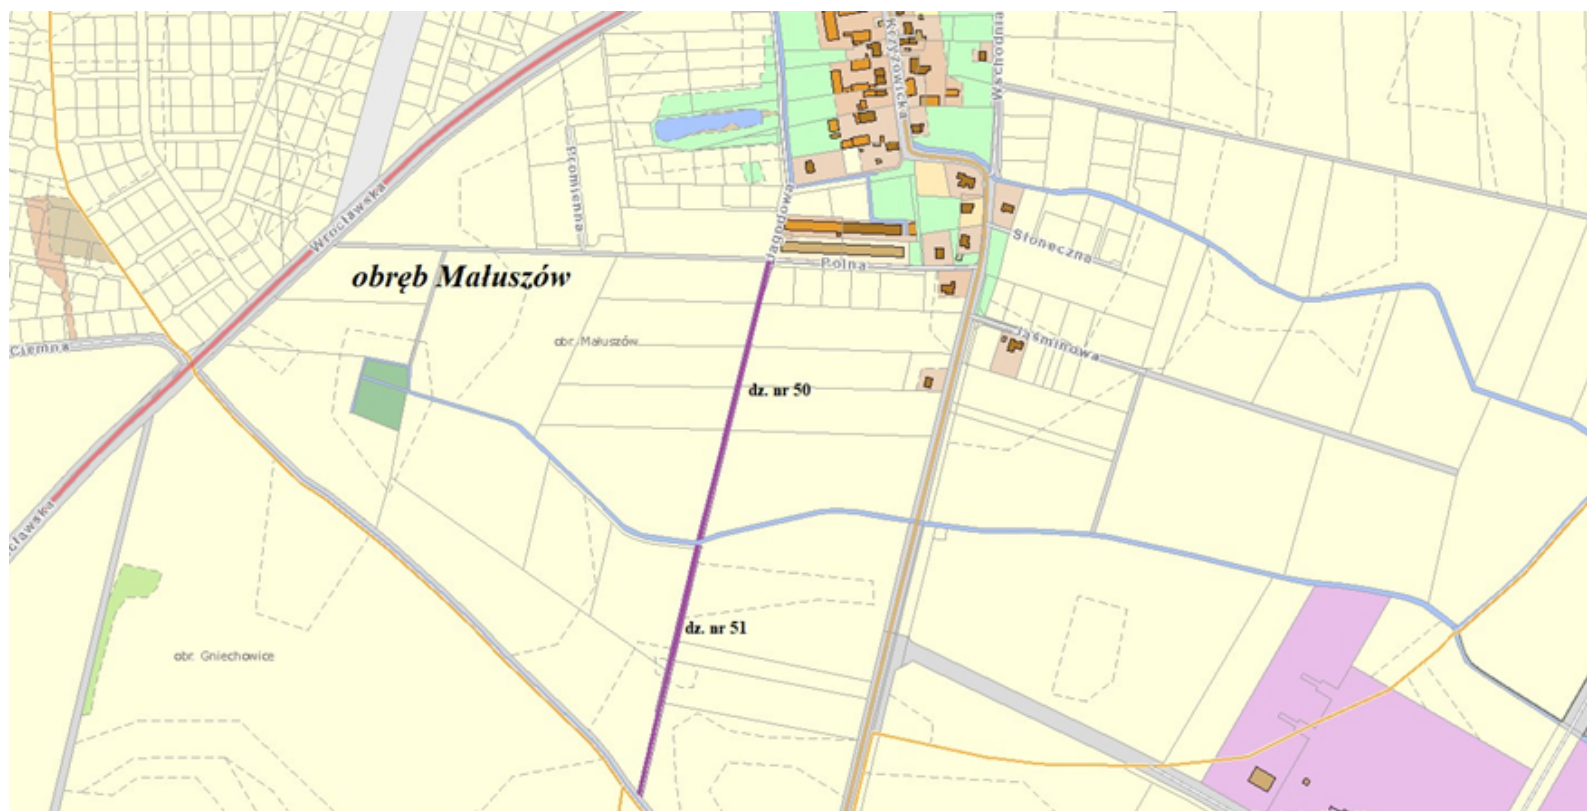 Krzyżowicka
Wschodnia
Promienna
Wrocławska
Jagodowa
Słoneczna
Polna
obręb Małuszów
Ciemna
obr. Małuszów
Jaśminowa
dz. nr 50
cławska
dz. nr 51
obr. Gniechowice